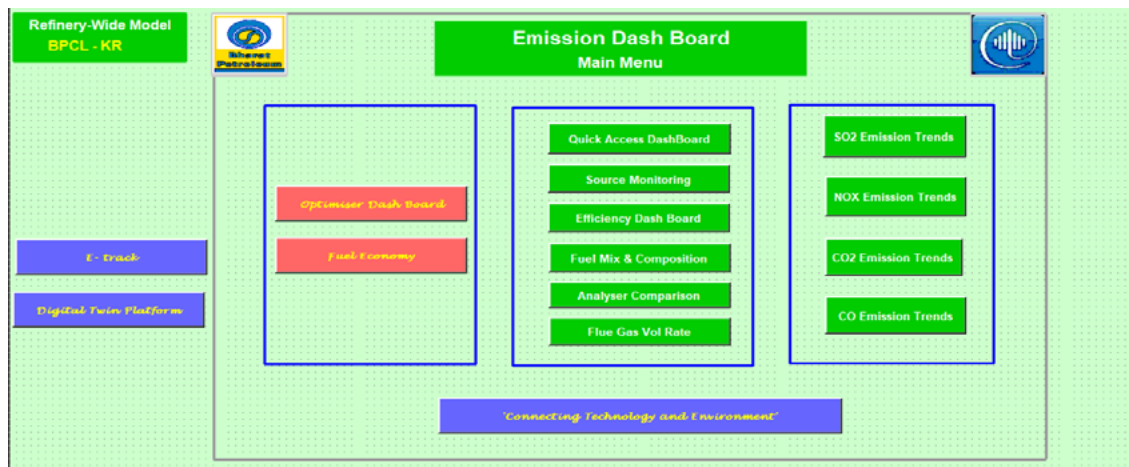 Refinery-Wide Model
BPCL - KR
Bharat
Petroleum
Emission Dash Board
Main Menu
Optimiser Dash Board
Fuel Economy
Quick Access DashBoard
Source Monitoring
Efficiency Dash Board
Fuel Mix & Composition
Analyser Comparison
Flue Gas Vol Rate
SO2 Emission Trends
NOX Emission Trends
CO2 Emission Trends
CO Emission Trends
E- track
Digital Twin Platform
'Connecting Technology and Environment'